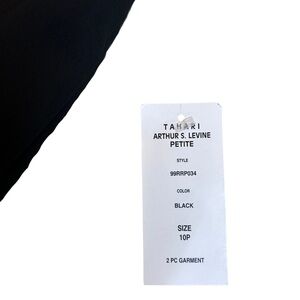 TAHARI
ARTHUR S. LEVINE
PETITE
STYLE
99RRP034
COLOR
BLACK
SIZE
10P
2 PC GARMENT